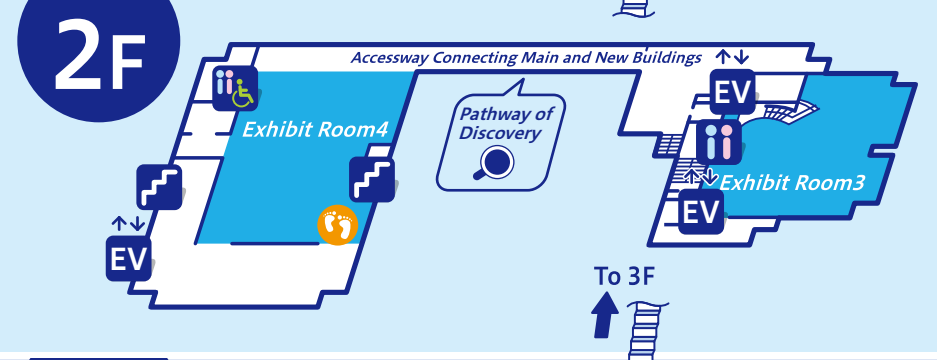 2F
Accessway Connecting Main and New Buildings
EV
Exhibit Room4
Pathway of
Discovery
Exhibit Room3
EV
EV
To 3F